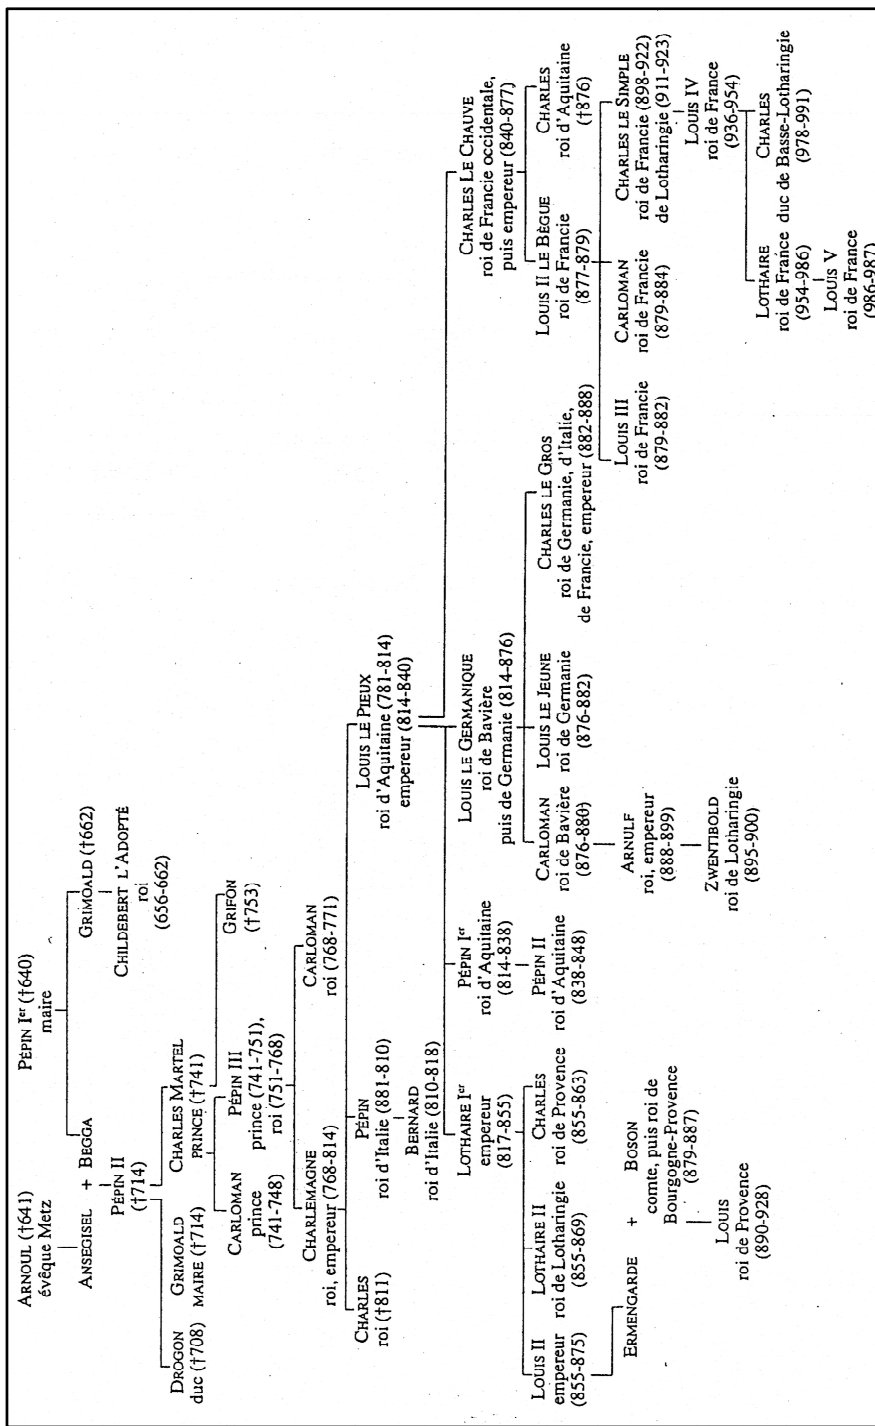 ARNOUL (†641)
évêque Metz
PÉPIN Ier (†640)
maire
ANSEGISEL + BEGGA
GRIMOALD (†662)
PÉPIN II
(†714)
CHILDEBERT L'ADOPTÉ
roi
(656-662)
DROGON
duc (†708)
GRIMOALD
MAIRE (†714)
CHARLES MARTEL
PRINCE (†741)
CARLOMAN
prince
(741-748)
PÉPIN III
prince (741-751),
roi (751-768)
GRIFON
(†753)
CHARLEMAGNE
roi, empereur (768-814)
CARLOMAN
roi (768-771)
CHARLES
roi (†811)
PÉPIN
roi d'Italie (881-810)
LOUIS LE PIEUX
roi d'Aquitaine (781-814)
empereur (814-840)
BERNARD
roi d'Italie (810-818)
LOTHAIRE Ier
empereur
(817-855)
PÉPIN Ier
roi d'Aquitaine
(814-838)
LOUIS LE GERMANIQUE
roi de Bavière
puis de Germanie (814-876)
CHARLES LE CHAUVE
roi de Francie occidentale,
puis empereur (840-877)
LOUIS II
empereur
(855-875)
LOTHAIRE II
roi de Lotharingie
(855-869)
CHARLES
roi de Provence
(855-863)
PÉPIN II
roi d'Aquitaine
(838-848)
CARLOMAN
roi de Bavière
(876-880)
LOUIS LE JEUNE
roi de Germanie
(876-882)
CHARLES LE GROS
roi de Germanie, d'Italie,
de Francie, empereur (882-888)
LOUIS II LE BÈGUE
roi de Francie
(877-879)
CHARLES
roi d'Aquitaine
(†876)
ERMENGARDE + BOSON
comte, puis roi de
Bourgogne-Provence
(879-887)
ARNULF
roi, empereur
(888-899)
LOUIS III
roi de Francie
(879-882)
CARLOMAN
roi de Francie
(879-884)
CHARLES LE SIMPLE
roi de Francie (898-922)
de Lotharingie (911-923)
LOUIS
roi de Provence
(890-928)
ZWENTIBOLD
roi de Lotharingie
(895-900)
LOUIS IV
roi de France
(936-954)
LOTHAIRE
roi de France
(954-986)
CHARLES
duc de Basse-Lotharingie
(978-991)
LOUIS V
roi de France
(986-987)